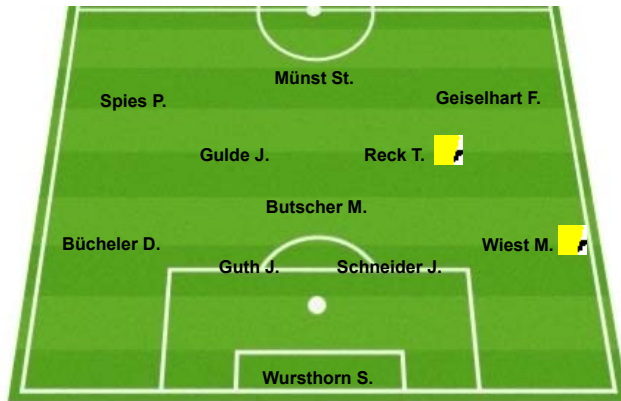 Münst St.
Spies P.
Geiselhart F.
Gulde J.
Reck T.
Butscher M.
Bücheler D.
Wiest M.
Guth J.
Schneider J.
Wursthorn S.